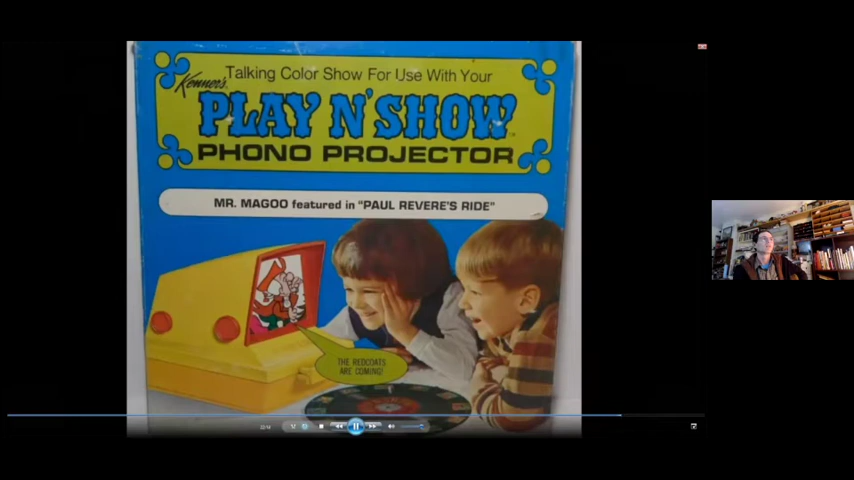 Kenner's
Talking Color Show For Use With Your
PLAY N' SHOW™
PHONO PROJECTOR
MR. MAGOO featured in "PAUL REVERE'S RIDE"
THE REDCOATS
ARE COMING!